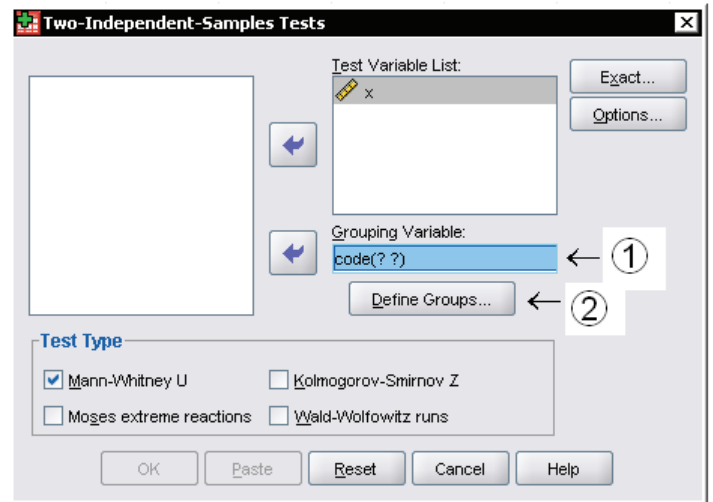 Two-Independent-Samples Tests
Test Variable List:
x
Exact...
Options...
Grouping Variable:
code(? ?)
1
Define Groups...
2
Test Type
Mann-Whitney U
Kolmogorov-Smirnov Z
Moses extreme reactions
Wald-Wolfowitz runs
OK
Paste
Reset
Cancel
Help